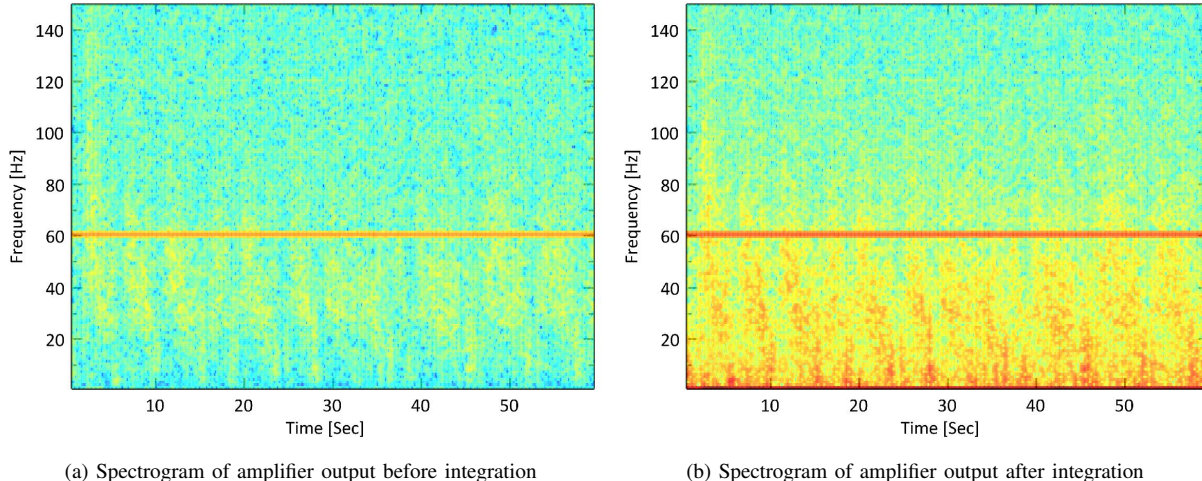 140
120
100
80
60
40
20
Frequency [Hz]
10 20 30 40 50
Time [Sec]
(a) Spectrogram of amplifier output before integration
140
120
100
80
60
40
20
Frequency [Hz]
10 20 30 40 50
Time [Sec]
(b) Spectrogram of amplifier output after integration